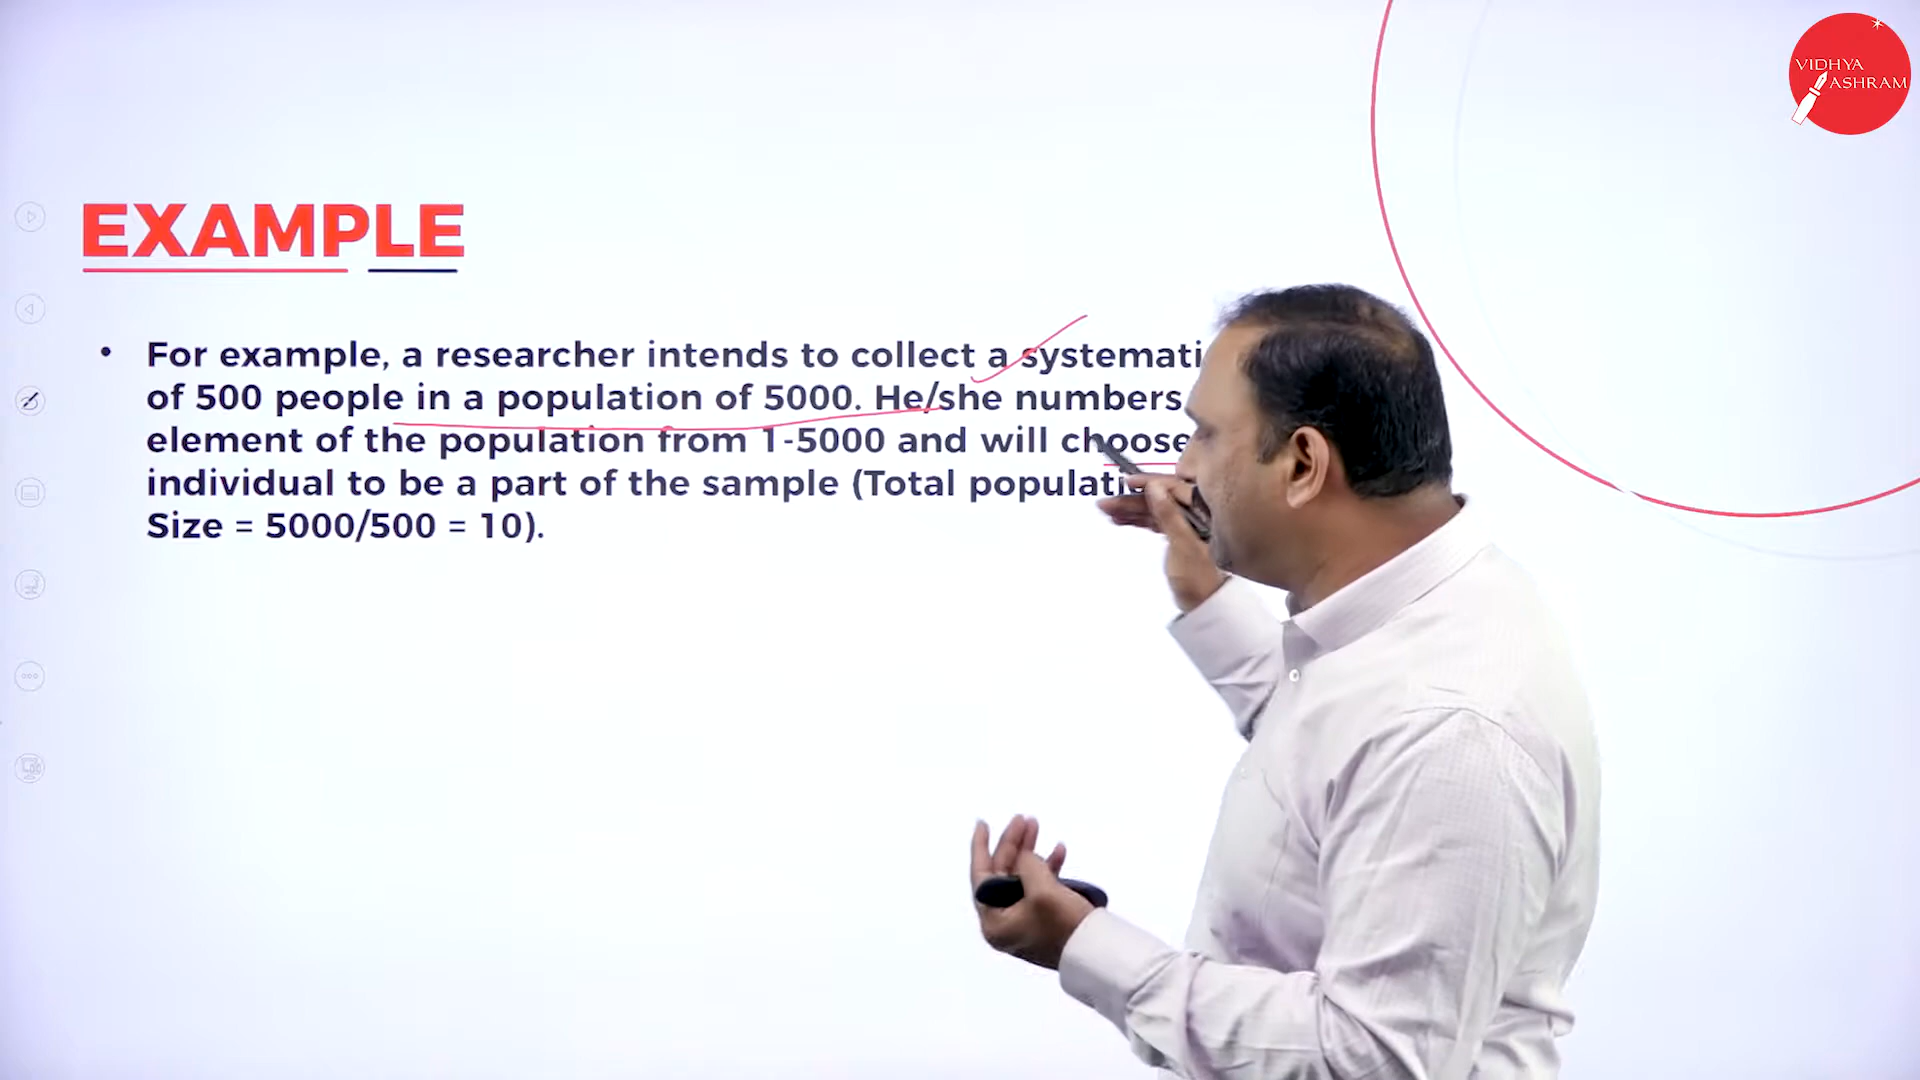 VIDHYA
ASHRAM
EXAMPLE
• For example, a researcher intends to collect a
of 500 people in a population of 5000. He/she numbers
element of the population from 1-5000 and will choose
individual to be a part of the sample (Total
Size = 5000/500 = 10).